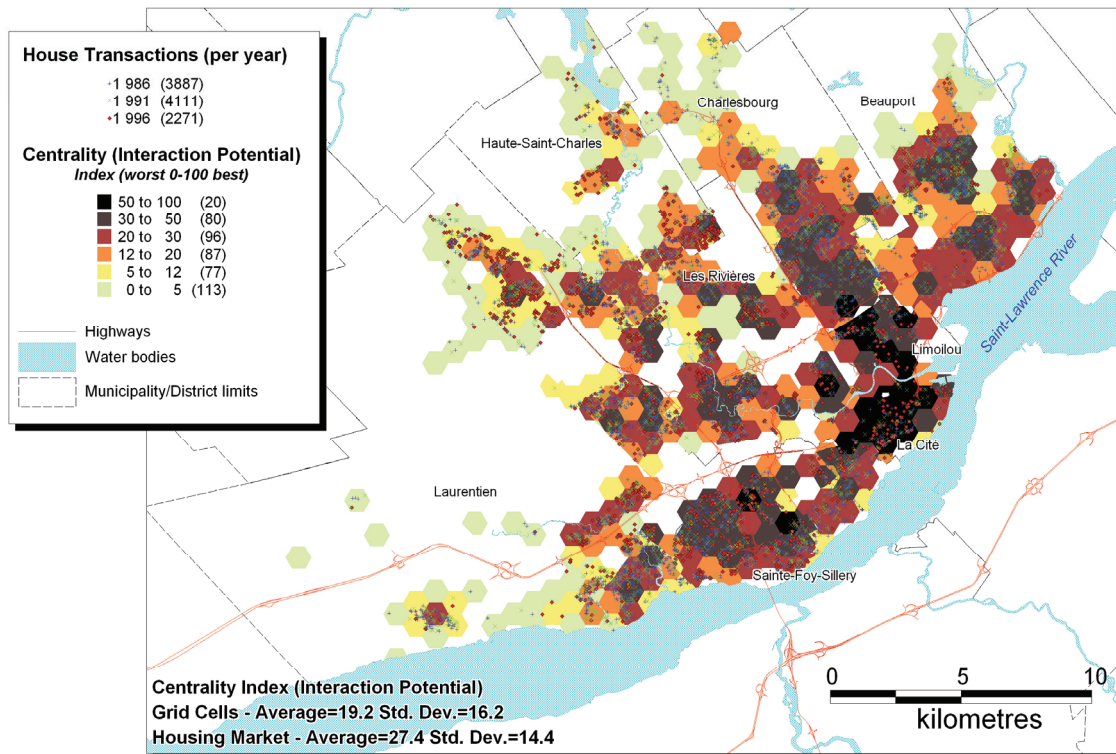 House Transactions (per year)
1 986 (3887)
1 991 (4111)
1 996 (2271)
Centrality (Interaction Potential)
Index (worst 0-100 best)
50 to 100 (20)
30 to 50 (80)
20 to 30 (96)
12 to 20 (87)
5 to 12 (77)
0 to 5 (113)
Highways
Water bodies
Municipality/District limits
Charlesbourg
Beauport
Haute-Saint-Charles
Les Rivières
Saint-Lawrence River
Limoilou
La Cité
Laurentien
Sainte-Foy-Sillery
Centrality Index (Interaction Potential)
Grid Cells - Average=19.2 Std. Dev.=16.2
Housing Market - Average=27.4 Std. Dev.=14.4
0 5 10
kilometres